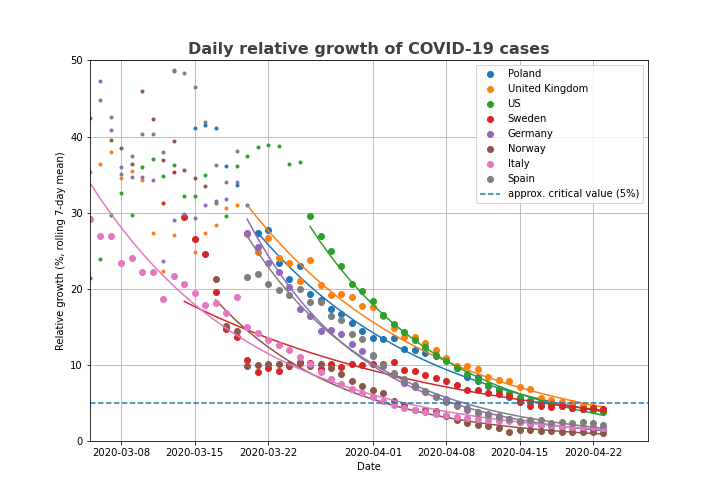 Daily relative growth of COVID-19 cases
Relative growth (%, rolling 7-day mean)
50
40
30
20
10
0
Poland
United Kingdom
US
Sweden
Germany
Norway
Italy
Spain
approx. critical value (5%)
2020-03-08 2020-03-15 2020-03-22 2020-04-01 2020-04-08 2020-04-15 2020-04-22
Date